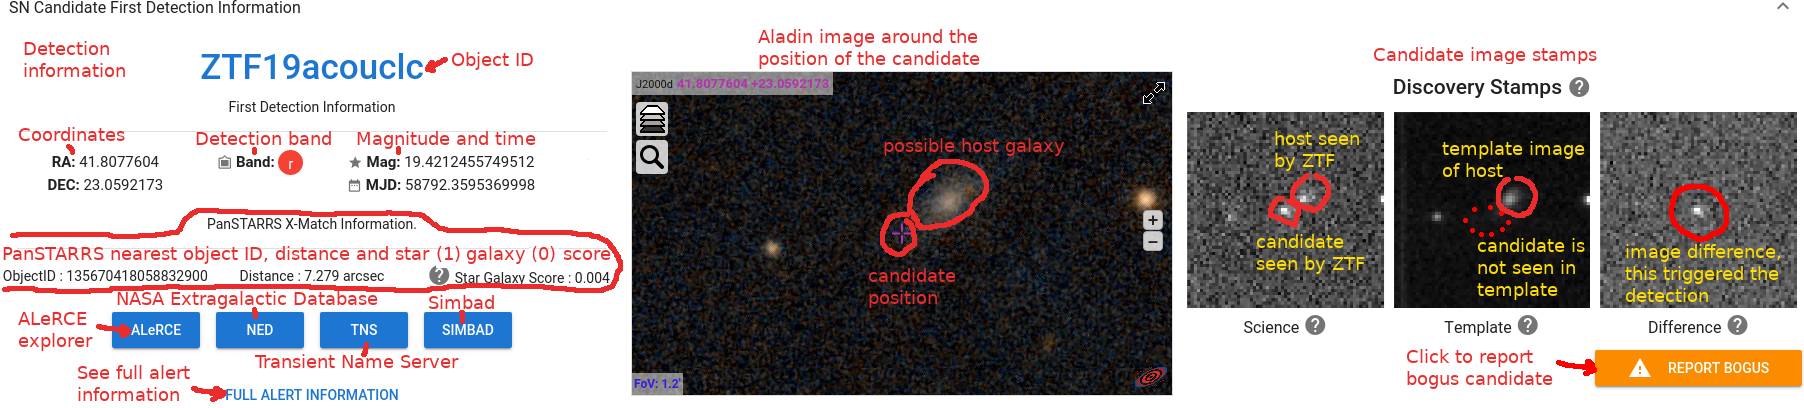 SN Candidate First Detection Information
Detection
information
ZTF19acouclc
Object ID
First Detection Information
Coordinates
Detection band
Magnitude and time
RA: 41.8077604
Band: r
Mag: 19.4212455749512
DEC: 23.0592173
MJD: 58792.3595369998
PanSTARRS X-Match Information.
PanSTARRS nearest object ID, distance and star (1) galaxy (0) score
ObjectID : 135670418058832900
Distance : 7.279 arcsec
? Star Galaxy Score : 0.004
NASA Extragalactic Database
Simbad
ALeRCE
explorer
ALeRCE
NED
TNS
SIMBAD
Transient Name Server
See full alert
information
FULL ALERT INFORMATION
Aladin image around the
position of the candidate
J2000d 41.8077604 +23.0592173
possible host galaxy
candidate
position
+
−
FoV: 1.2'
Candidate image stamps
Discovery Stamps ?
host seen
by ZTF
candidate
seen by ZTF
Science ?
template image
of host
candidate is
not seen in
template
Template ?
image difference,
this triggered the
detection
Difference ?
Click to report
bogus candidate
REPORT BOGUS